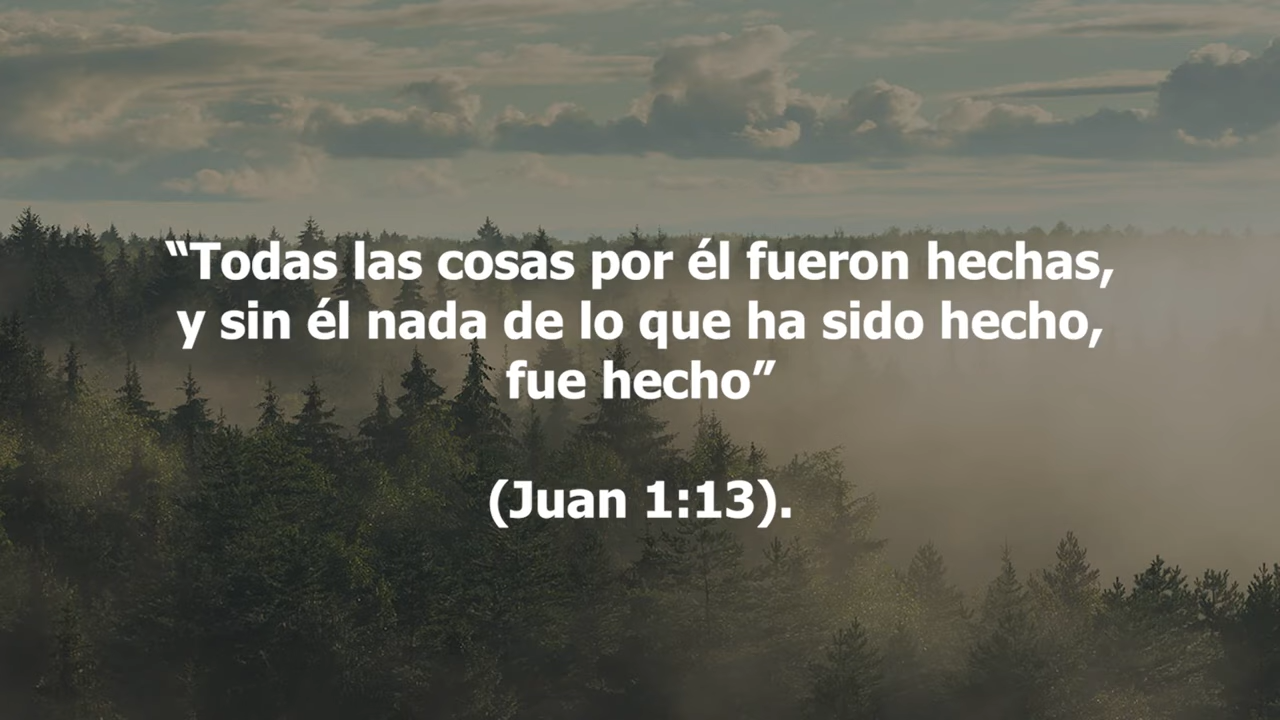 “Todas las cosas por él fueron hechas,
y sin él nada de lo que ha sido hecho,
fue hecho”
(Juan 1:13).